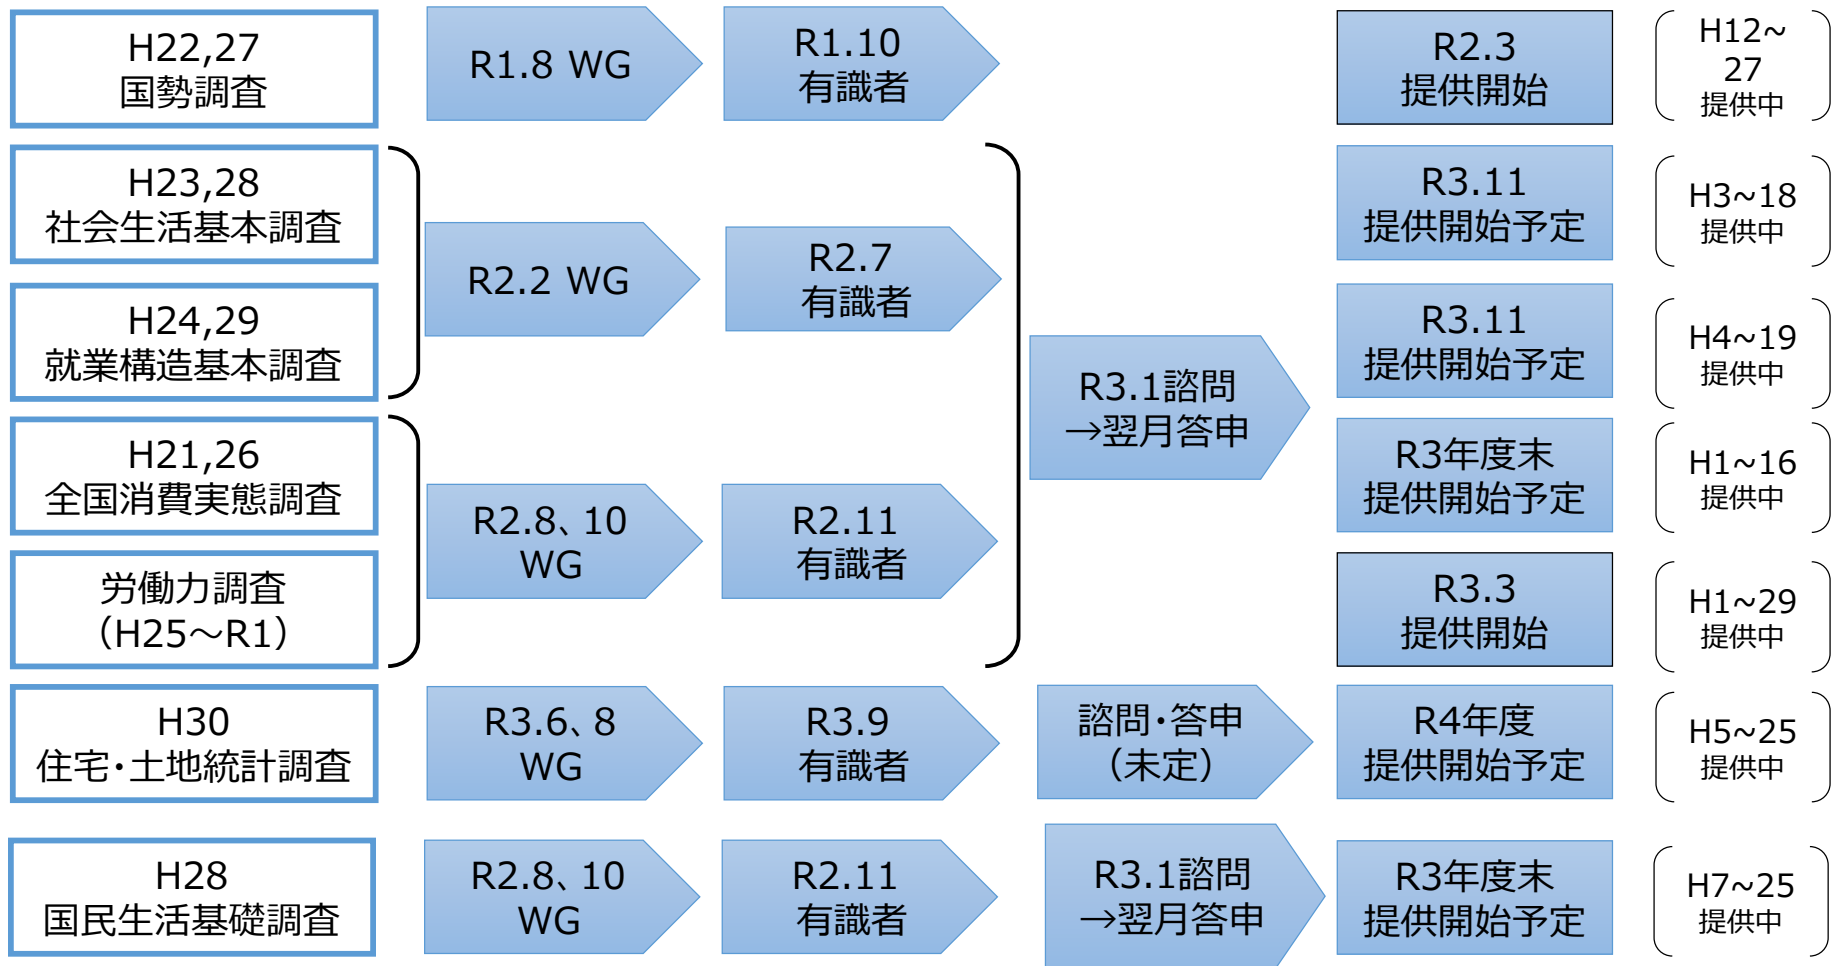 H22,27
国勢調査
R1.8 WG
R1.10
有識者
R2.3
提供開始
H12~
27
提供中
H23,28
社会生活基本調査
H24,29
就業構造基本調査
R2.2 WG
R2.7
有識者
R3.11
提供開始予定
H3~18
提供中
R3.11
提供開始予定
H4~19
提供中
R3.1諮問
→翌月答申
H21,26
全国消費実態調査
労働力調査
（H25～R1）
R2.8、10
WG
R2.11
有識者
R3年度末
提供開始予定
H1~16
提供中
R3.3
提供開始
H1~29
提供中
H30
住宅・土地統計調査
R3.6、8
WG
R3.9
有識者
諮問・答申
（未定）
R4年度
提供開始予定
H5~25
提供中
H28
国民生活基礎調査
R2.8、10
WG
R2.11
有識者
R3.1諮問
→翌月答申
R3年度末
提供開始予定
H7~25
提供中